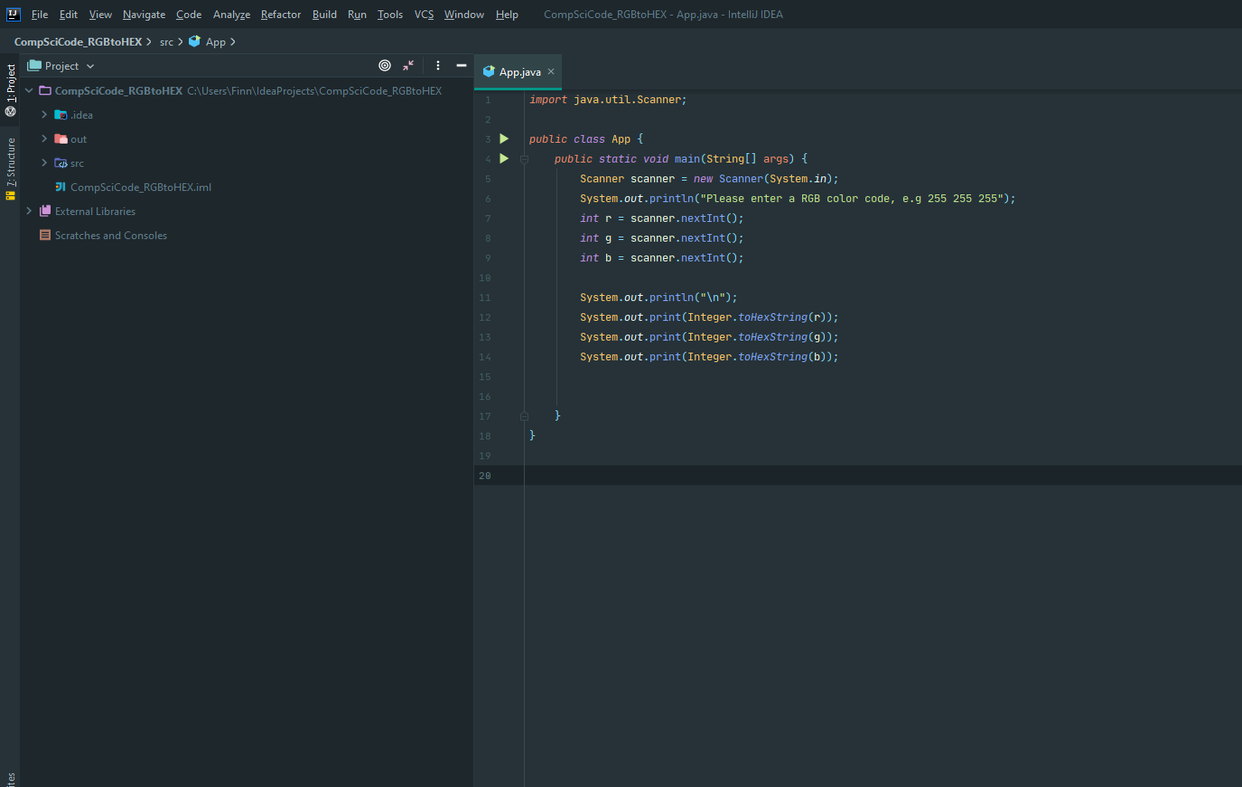 IJ File Edit View Navigate Code Analyze Refactor Build Run Tools VCS Window Help CompSciCode_RGBtoHEX - App.java - IntelliJ IDEA
CompSciCode_RGBtoHEX src App
1: Project
7: Structure
Project
CompSciCode_RGBtoHEX C:\Users\Finn\IdeaProjects\CompSciCode_RGBtoHEX
.idea
out
src
CompSciCode_RGBtoHEX.iml
External Libraries
Scratches and Consoles
App.java
1 import java.util.Scanner;
2
3 public class App {
4 public static void main(String[] args) {
5 Scanner scanner = new Scanner(System.in);
6 System.out.println("Please enter a RGB color code, e.g 255 255 255");
7 int r = scanner.nextInt();
8 int g = scanner.nextInt();
9 int b = scanner.nextInt();
10
11 System.out.println("\n");
12 System.out.print(Integer.toHexString(r));
13 System.out.print(Integer.toHexString(g));
14 System.out.print(Integer.toHexString(b));
15
16
17 }
18 }
19
20